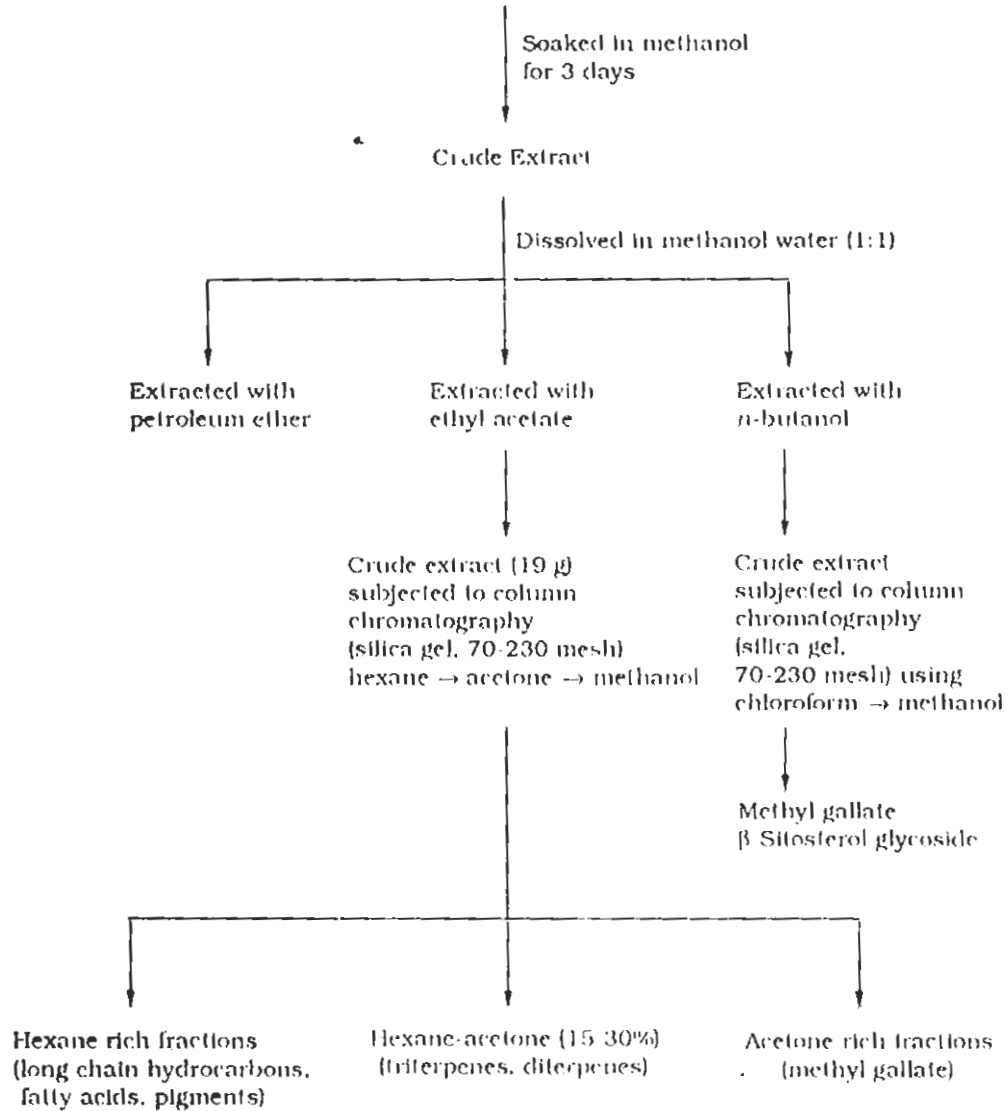 Soaked in methanol
for 3 days
Crude Extract
Dissolved in methanol water (1:1)
Extracted with
petroleum ether
Extracted with
ethyl acetate
Extracted with
n-butanol
Crude extract (19 g)
subjected to column
chromatography
(silica gel, 70-230 mesh)
hexane → acetone → methanol
Crude extract
subjected to column
chromatography
(silica gel,
70-230 mesh) using
chloroform → methanol
Methyl gallate
β Sitosterol glycoside
Hexane rich fractions
(long chain hydrocarbons,
fatty acids, pigments)
Hexane-acetone (15 30%)
(triterpenes, diterpenes)
Acetone rich fractions
(methyl gallate)